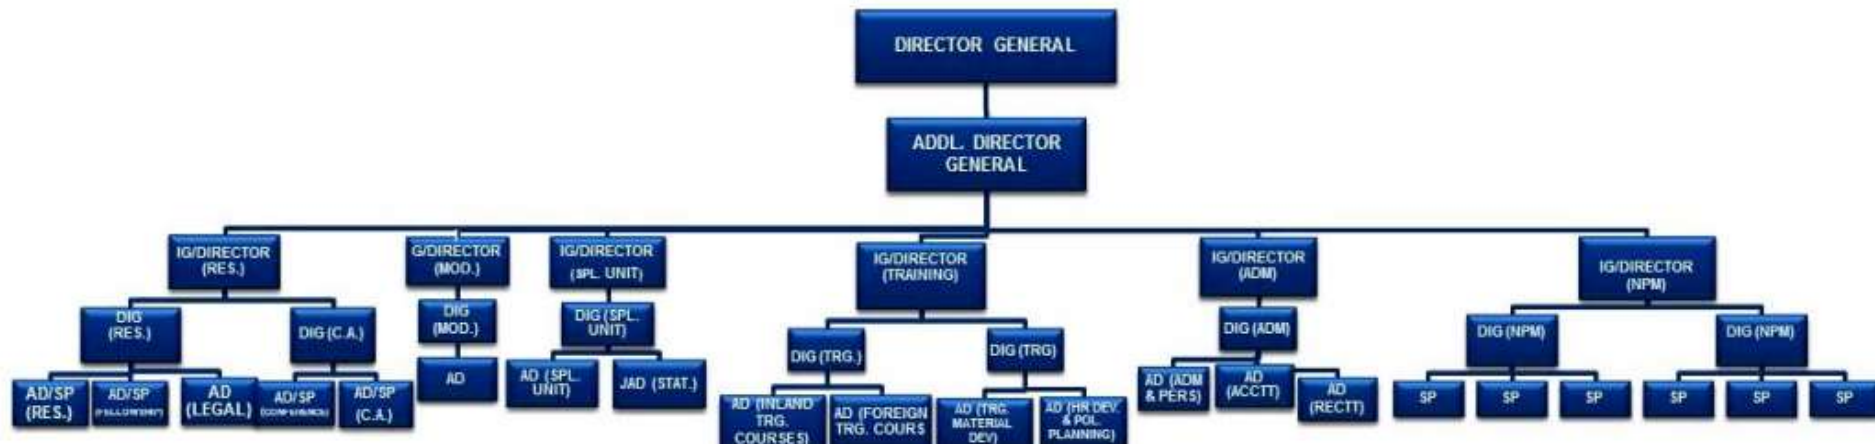 DIRECTOR GENERAL
ADDL. DIRECTOR
GENERAL
IG/DIRECTOR
(RES.)
G/DIRECTOR
(MOD.)
IG/DIRECTOR
(SPL. UNIT)
IG/DIRECTOR
(TRAINING)
IG/DIRECTOR
(ADM)
IG/DIRECTOR
(NPM)
DIG
(RES.)
DIG (C.A.)
DIG
(MOD.)
DIG (SPL.
UNIT)
DIG (TRG.)
DIG (TRG)
DIG (ADM)
DIG (NPM)
DIG (NPM)
AD/SP
(RES.)
AD/SP
(FELLOWSHIP)
AD
(LEGAL)
AD/SP
(CONFERENCE)
AD/SP
(C.A.)
AD
AD (SPL.
UNIT)
JAD (STAT.)
AD (INLAND
TRG.
COURSES)
AD (FOREIGN
TRG. COURS
AD (TRG.
MATERIAL
DEV)
AD (HR DEV.
& POL.
PLANNING)
AD (ADM
& PERS)
AD
(ACCTT)
AD
(RECTT)
SP
SP
SP
SP
SP
SP